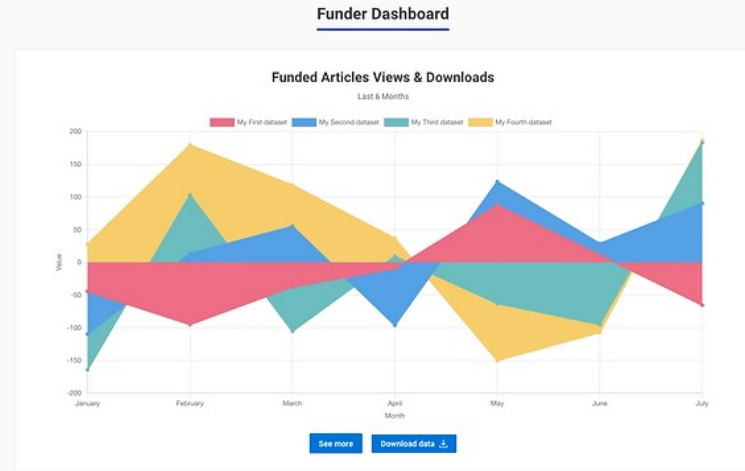 Funder Dashboard
Funded Articles Views & Downloads
Last 6 Months
My First dataset My Second dataset My Third dataset My Fourth dataset
200
150
100
50
0
-50
-100
-150
-200
Value
January February March April May June July
Month
See more Download data